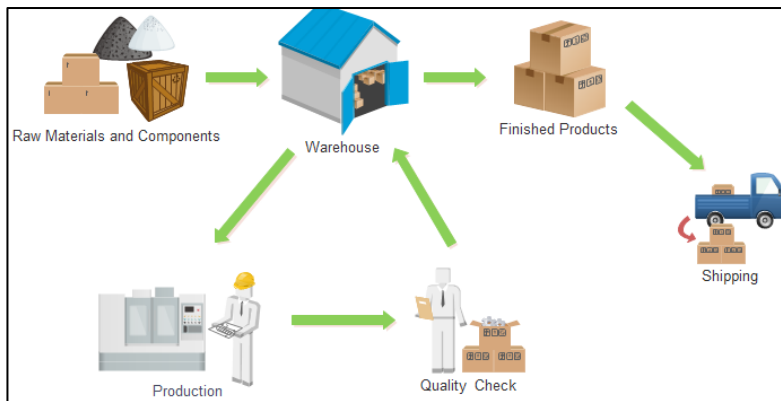 Raw Materials and Components
Warehouse
Finished Products
Shipping
Production
Quality Check